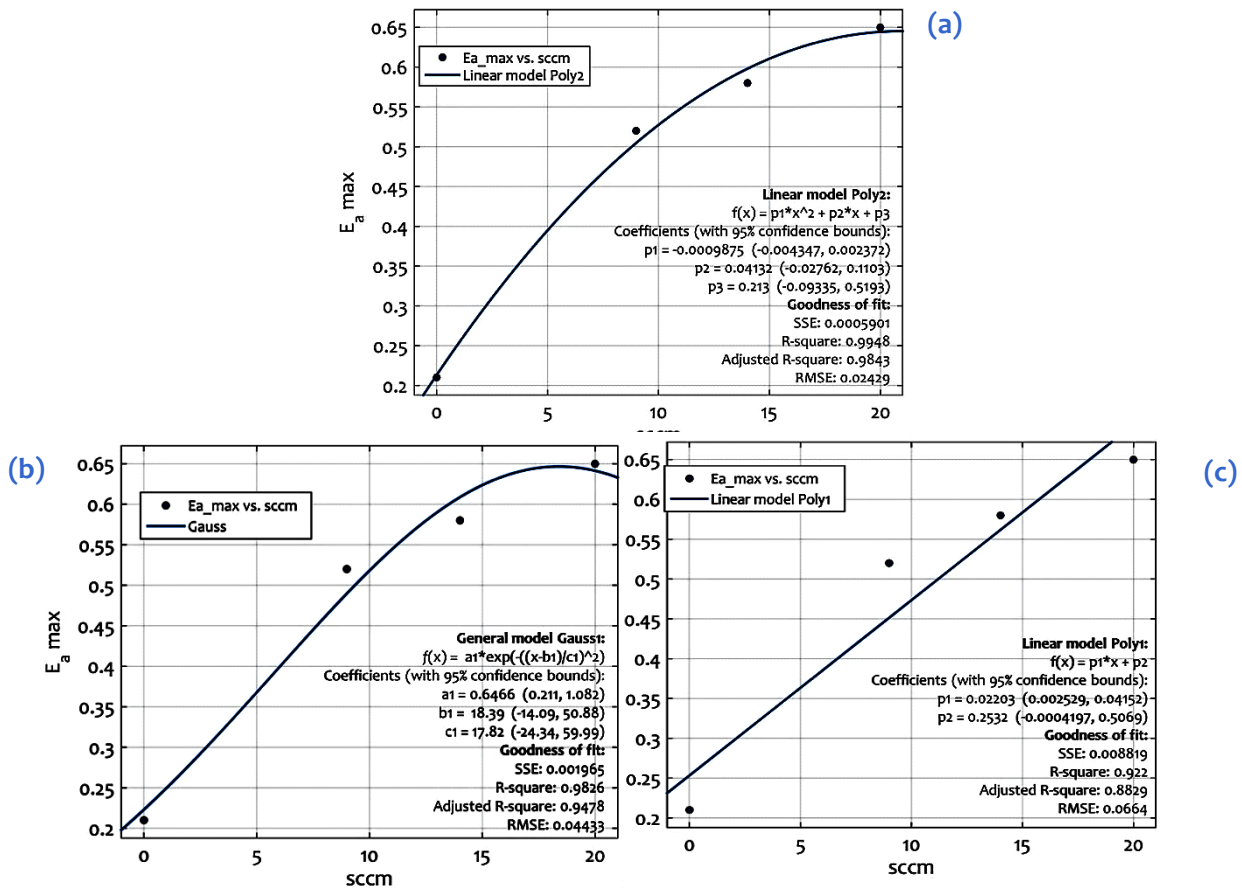 (a)
0.65
0.6
0.55
0.5
0.45
0.4
0.35
0.3
0.25
0.2
E_a max
Ea_max vs. sccm
Linear model Poly2
Linear model Poly2:
f(x) = p1*x^2 + p2*x + p3
Coefficients (with 95% confidence bounds):
p1 = -0.0009875 (-0.004347, 0.002372)
p2 = 0.04132 (-0.02762, 0.1103)
p3 = 0.213 (-0.09335, 0.5193)
Goodness of fit:
SSE: 0.0005901
R-square: 0.9948
Adjusted R-square: 0.9843
RMSE: 0.02429
0 5 10 15 20
(b)
0.65
0.6
0.55
0.5
0.45
0.4
0.35
0.3
0.25
0.2
E_a max
Ea_max vs. sccm
Gauss
General model Gauss1:
f(x) = a1*exp(-((x-b1)/c1)^2)
Coefficients (with 95% confidence bounds):
a1 = 0.6466 (0.211, 1.082)
b1 = 18.39 (-14.09, 50.88)
c1 = 17.82 (-24.34, 59.99)
Goodness of fit:
SSE: 0.001965
R-square: 0.9826
Adjusted R-square: 0.9478
RMSE: 0.04433
0 5 10 15 20
sccm
(c)
0.65
0.6
0.55
0.5
0.45
0.4
0.35
0.3
0.25
0.2
Ea_max vs. sccm
Linear model Poly1
Linear model Poly1:
f(x) = p1*x + p2
Coefficients (with 95% confidence bounds):
p1 = 0.02203 (0.002529, 0.04152)
p2 = 0.2532 (-0.0004197, 0.5069)
Goodness of fit:
SSE: 0.008819
R-square: 0.922
Adjusted R-square: 0.8829
RMSE: 0.0664
0 5 10 15 20
sccm